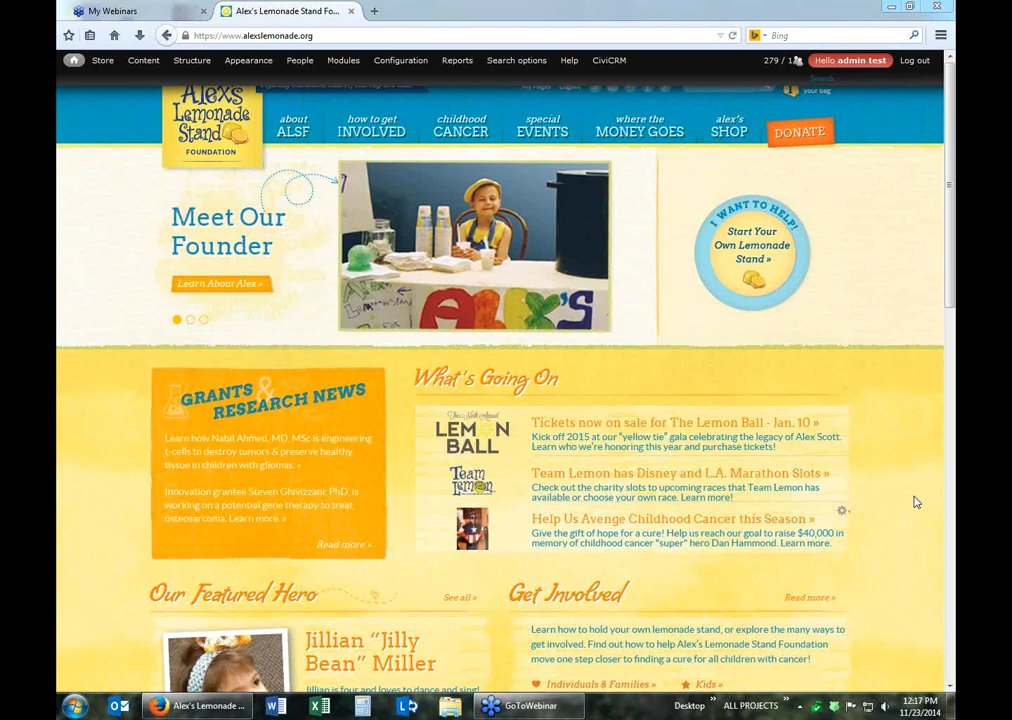 My Webinars
Alex's Lemonade Stand Fo...
https://www.alexslemonade.org
Bing
Store Content Structure Appearance People Modules Configuration Reports Search options Help CiviCRM
Hello admin test Log out
Search
your bag
ALEX'S
LEMONADE
STAND
FOUNDATION
about
ALSF
how to get
INVOLVED
childhood
CANCER
special
EVENTS
where the
MONEY GOES
alex's
SHOP
DONATE
Meet Our
Founder
Learn About Alex »
ALEX'S
I WANT TO HELP!
Start Your
Own Lemonade
Stand »
GRANTS &
RESEARCH NEWS
Learn how Nabil Ahmed, MD, MSc is engineering
t-cells to destroy tumors & preserve healthy
tissue in children with gliomas. »
Innovation grantee Steven Ghivizzani, PhD, is
working on a potential gene therapy to treat
osteosarcoma. Learn more. »
Read more »
What's Going On
LEMON
BALL
Tickets now on sale for The Lemon Ball - Jan. 10 »
Kick off 2015 at our "yellow tie" gala celebrating the legacy of Alex Scott.
Learn who we're honoring this year and purchase tickets!
Team
Lemon
Team Lemon has Disney and L.A. Marathon Slots »
Check out the charity slots to upcoming races that Team Lemon has
available or choose your own race. Learn more!
Help Us Avenge Childhood Cancer this Season »
Give the gift of hope for a cure! Help us reach our goal to raise $40,000 in
memory of childhood cancer "super" hero Dan Hammond. Learn more.
Our Featured Hero
See all »
Jillian "Jilly
Bean" Miller
Jillian is four and loves to dance and sing!
Get Involved
Read more »
Learn how to hold your own lemonade stand, or explore the many ways to
get involved. Find out how to help Alex's Lemonade Stand Foundation
move one step closer to finding a cure for all children with cancer!
Individuals & Families »
Kids »
Alex's Lemonade ...
GoToWebinar
Desktop
ALL PROJECTS
12:17 PM
11/23/2014